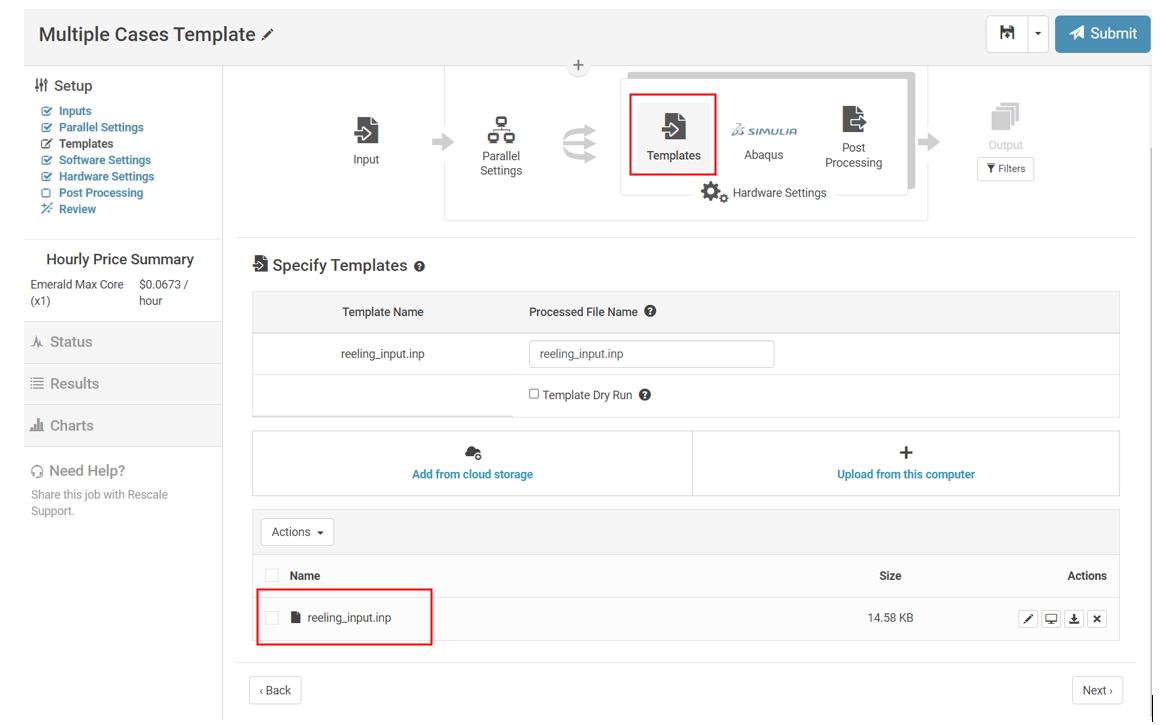 Multiple Cases Template
Submit
Setup
Inputs
Parallel Settings
Templates
Software Settings
Hardware Settings
Post Processing
Review
Hourly Price Summary
Emerald Max Core
(x1)
$0.0673 /
hour
Status
Results
Charts
Need Help?
Share this job with Rescale
Support.
Input
Parallel
Settings
Templates
SIMULIA
Abaqus
Post
Processing
Hardware Settings
Output
Filters
Specify Templates
Template Name
Processed File Name
reeling_input.inp
reeling_input.inp
Template Dry Run
Add from cloud storage
Upload from this computer
Actions
Name
Size
Actions
reeling_input.inp
14.58 KB
‹ Back
Next ›